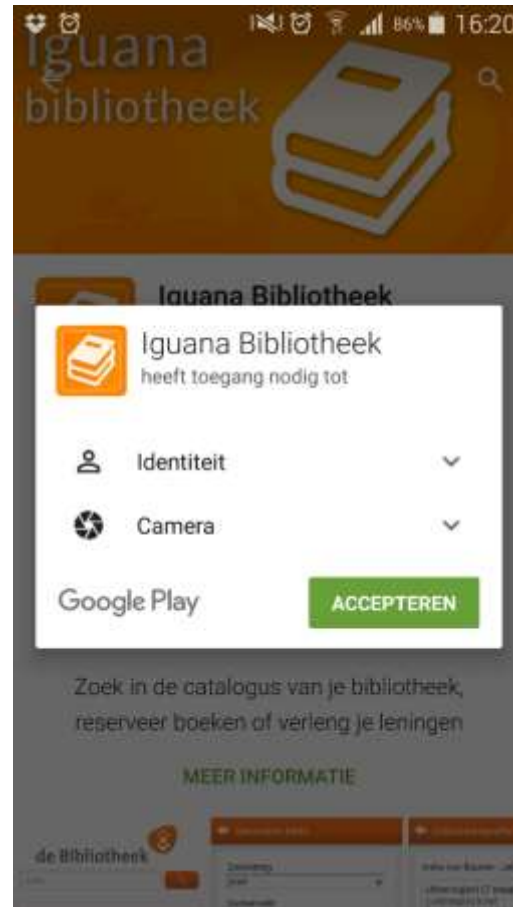 86% 16:20
Iguana
bibliotheek
Iguana Bibliotheek
Iguana Bibliotheek
heeft toegang nodig tot
Identiteit
Camera
Google Play
ACCEPTEREN
Zoek in de catalogus van je bibliotheek,
reserveer boeken of verleng je leningen
MEER INFORMATIE
de Bibliotheek